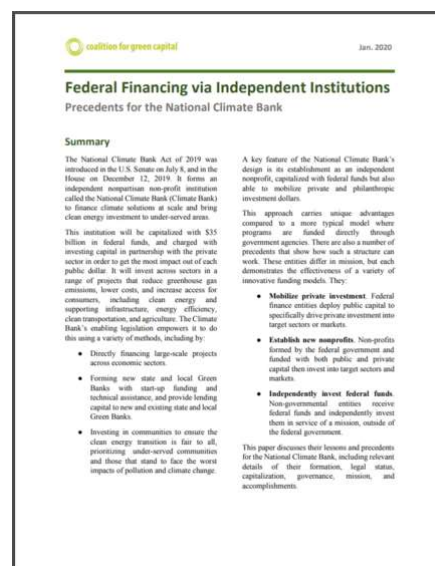 coalition for green capital
Jan. 2020
Federal Financing via Independent Institutions
Precedents for the National Climate Bank
Summary
The National Climate Bank Act of 2019 was
introduced in the U.S. Senate on July 8, and in the
House on December 12, 2019. It forms an
independent nonpartisan non-profit institution
called the National Climate Bank (Climate Bank)
to finance climate solutions at scale and bring
clean energy investment to under-served areas.
This institution will be capitalized with $35
billion in federal funds, and charged with
investing capital in partnership with the private
sector in order to get the most impact out of each
public dollar. It will invest across sectors in a
range of projects that reduce greenhouse gas
emissions, lower costs, and increase access for
consumers, including clean energy and
supporting infrastructure, energy efficiency,
clean transportation, and agriculture. The Climate
Bank's enabling legislation empowers it to do
this using a variety of methods, including by:
● Directly financing large-scale projects
across economic sectors.
● Forming new state and local Green
Banks with start-up funding and
technical assistance, and provide lending
capital to new and existing state and local
Green Banks.
● Investing in communities to ensure the
clean energy transition is fair to all,
prioritizing under-served communities
and those that stand to face the worst
impacts of pollution and climate change.
A key feature of the National Climate Bank's
design is its establishment as an independent
nonprofit, capitalized with federal funds but also
able to mobilize private and philanthropic
investment dollars.
This approach carries unique advantages
compared to a more typical model where
programs are funded directly through
government agencies. There are also a number of
precedents that show how such a structure can
work. These entities differ in mission, but each
demonstrates the effectiveness of a variety of
innovative funding models. They:
● Mobilize private investment. Federal
finance entities deploy public capital to
specifically drive private investment into
target sectors or markets.
● Establish new nonprofits. Non-profits
formed by the federal government and
funded with both public and private
capital then invest into target sectors and
markets.
● Independently invest federal funds.
Non-governmental entities receive
federal funds and independently invest
them in service of a mission, outside of
the federal government.
This paper discusses their lessons and precedents
for the National Climate Bank, including relevant
details of their formation, legal status,
capitalization, governance, mission, and
accomplishments.